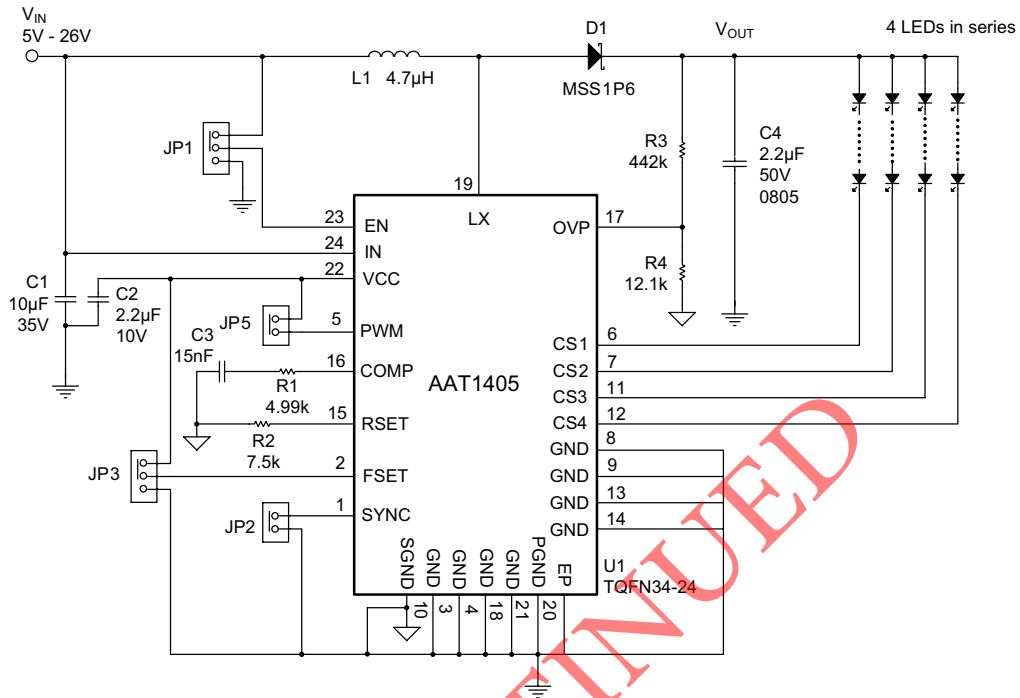 VIN
5V - 26V
D1
VOUT
4 LEDs in series
L1 4.7µH
MSS1P6
JP1
R3
442k
C4
2.2µF
50V
0805
19
LX
23
EN
17
OVP
24
IN
22
VCC
R4
12.1k
C1
10µF
35V
C2
2.2µF
10V
JP5
5
PWM
6
CS1
C3
15nF
16
COMP
7
CS2
R1
4.99k
AAT1405
11
CS3
15
RSET
12
CS4
R2
7.5k
8
GND
JP3
2
FSET
9
GND
1
SYNC
13
GND
JP2
14
GND
SGND
GND
GND
GND
GND
PGND
EP
U1
TQFN34-24
10
3
4
18
21
20
TINUED